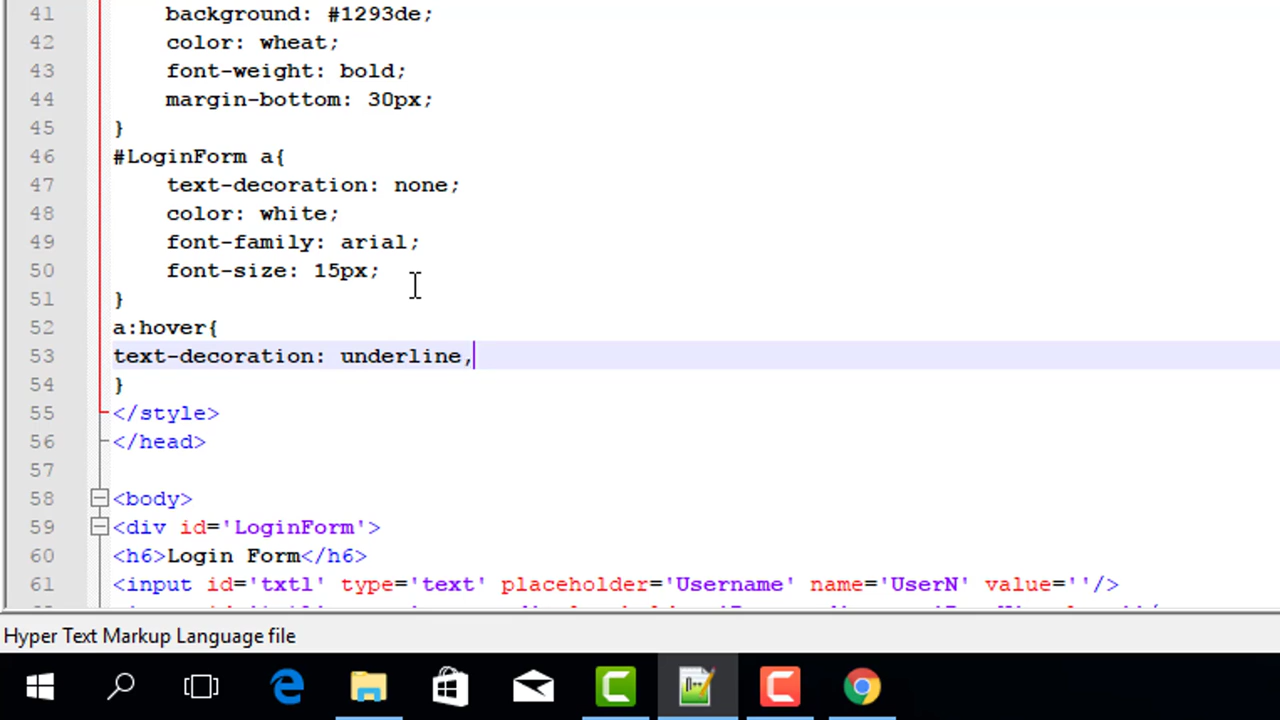 41 background: #1293de;
42 color: wheat;
43 font-weight: bold;
44 margin-bottom: 30px;
45 }
46 #LoginForm a{
47 text-decoration: none;
48 color: white;
49 font-family: arial;
50 font-size: 15px;
51 }
52 a:hover{
53 text-decoration: underline,
54 }
55 </style>
56 </head>
57
58 <body>
59 <div id='LoginForm'>
60 <h6>Login Form</h6>
61 <input id='txtl' type='text' placeholder='Username' name='UserN' value=''/>
Hyper Text Markup Language file